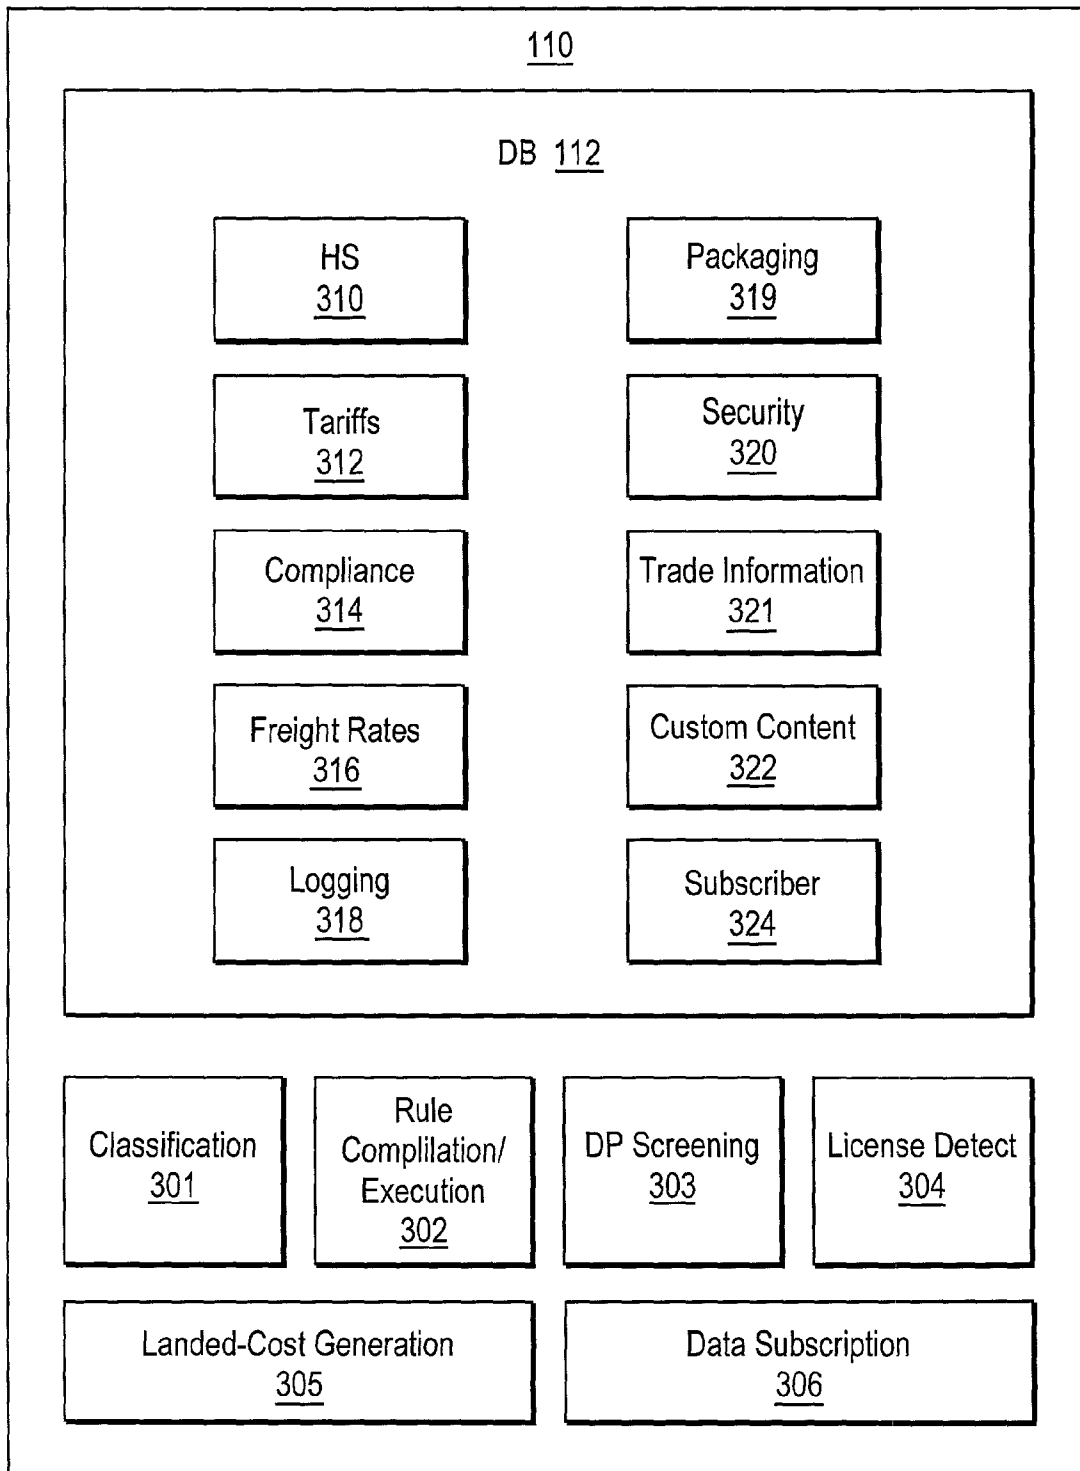 110
DB 112
HS
310
Packaging
319
Tariffs
312
Security
320
Compliance
314
Trade Information
321
Freight Rates
316
Custom Content
322
Logging
318
Subscriber
324
Classification
301
Rule
Complilation/
Execution
302
DP Screening
303
License Detect
304
Landed-Cost Generation
305
Data Subscription
306